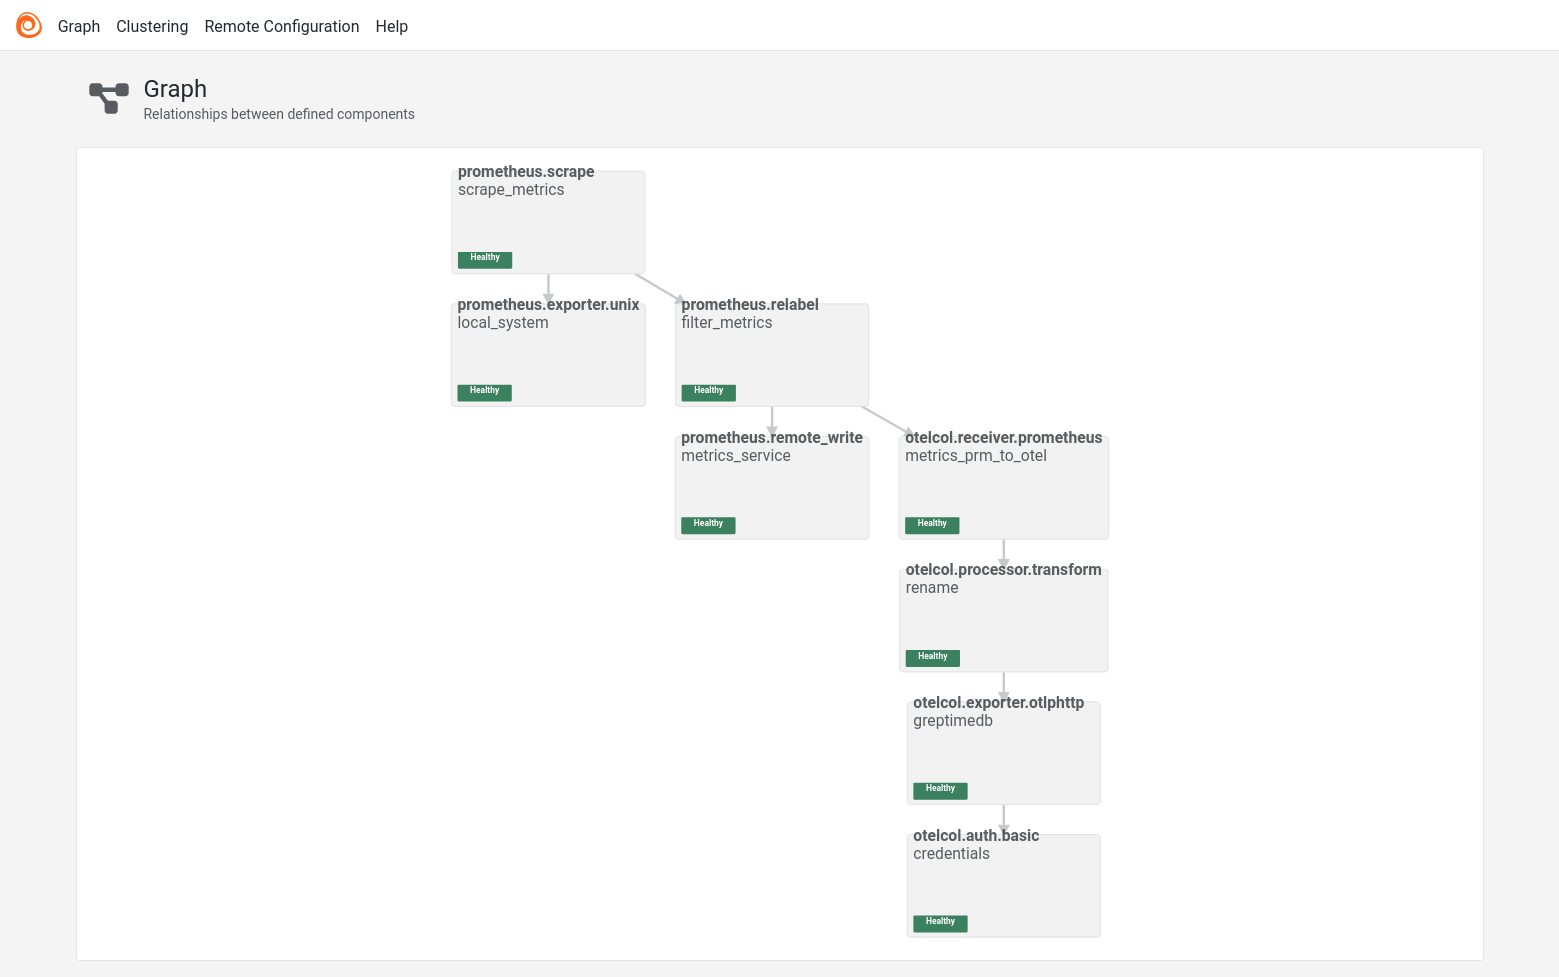 Graph Clustering Remote Configuration Help
Graph
Relationships between defined components
prometheus.scrape
scrape_metrics
Healthy
prometheus.exporter.unix
local_system
Healthy
prometheus.relabel
filter_metrics
Healthy
prometheus.remote_write
metrics_service
Healthy
otelcol.receiver.prometheus
metrics_prm_to_otel
Healthy
otelcol.processor.transform
rename
Healthy
otelcol.exporter.otlphttp
greptimedb
Healthy
otelcol.auth.basic
credentials
Healthy